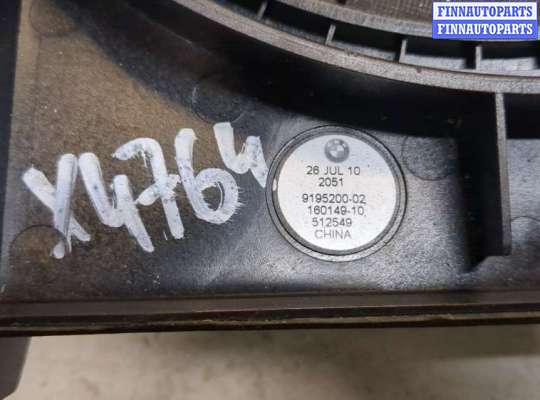 FINNAUTOPARTS
FINNAUTOPARTS
X4764
26 JUL 10
2051
9195200-02
160149-10
512549
CHINA